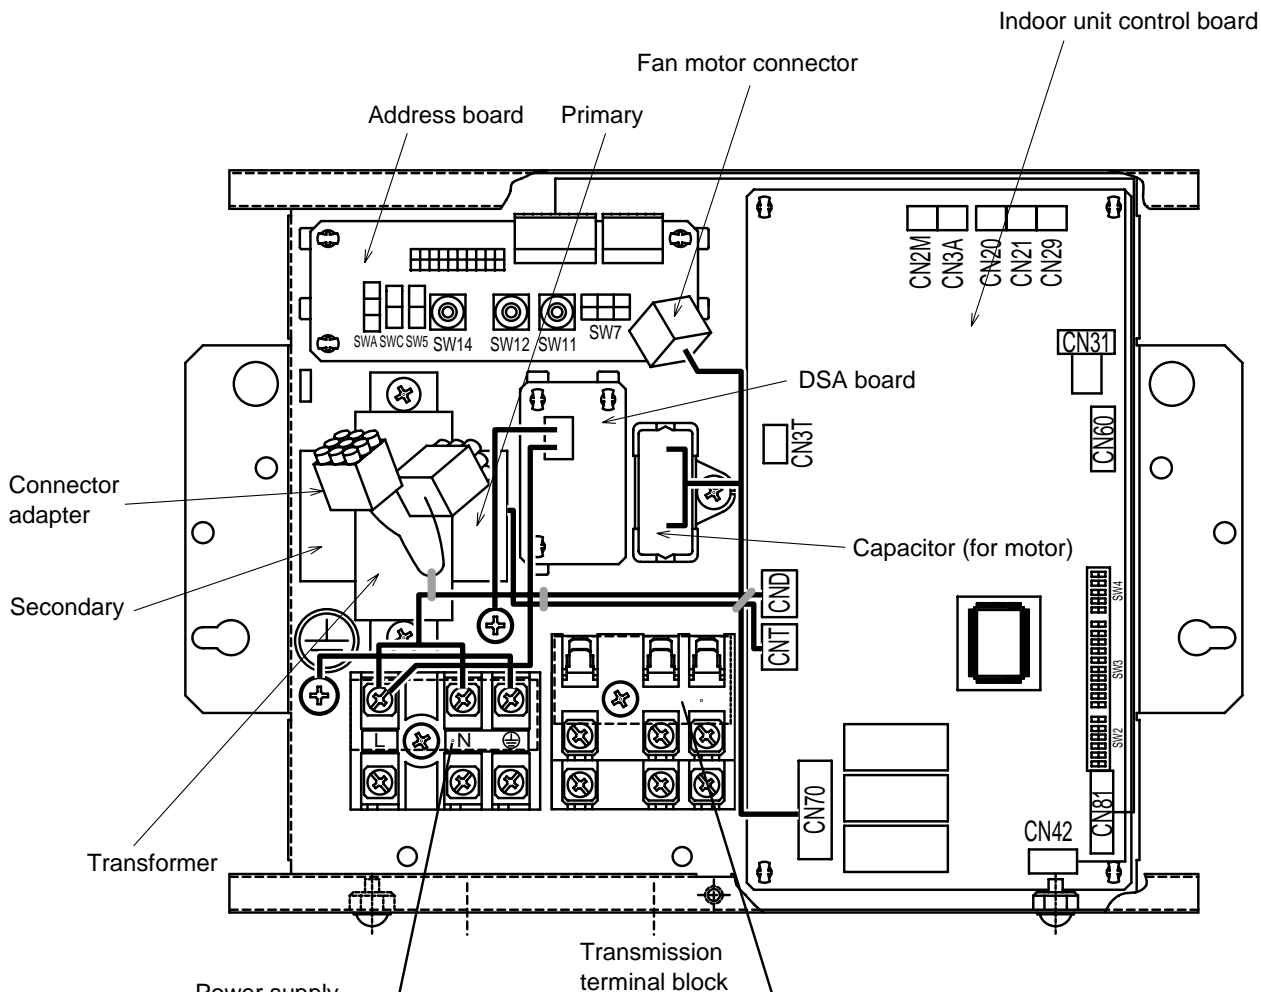 Indoor unit control board
Fan motor connector
Address board
Primary
CN2M
CN3A
CN20
CN21
CN29
SWA
SWC
SW5
SW14
SW12
SW11
SW7
CN31
DSA board
CN3T
CN60
Connector
adapter
Capacitor (for motor)
Secondary
CND
CNT
SW4
SW3
SW2
L
N
CN70
CN81
CN42
Transformer
Transmission
terminal block
Power supply